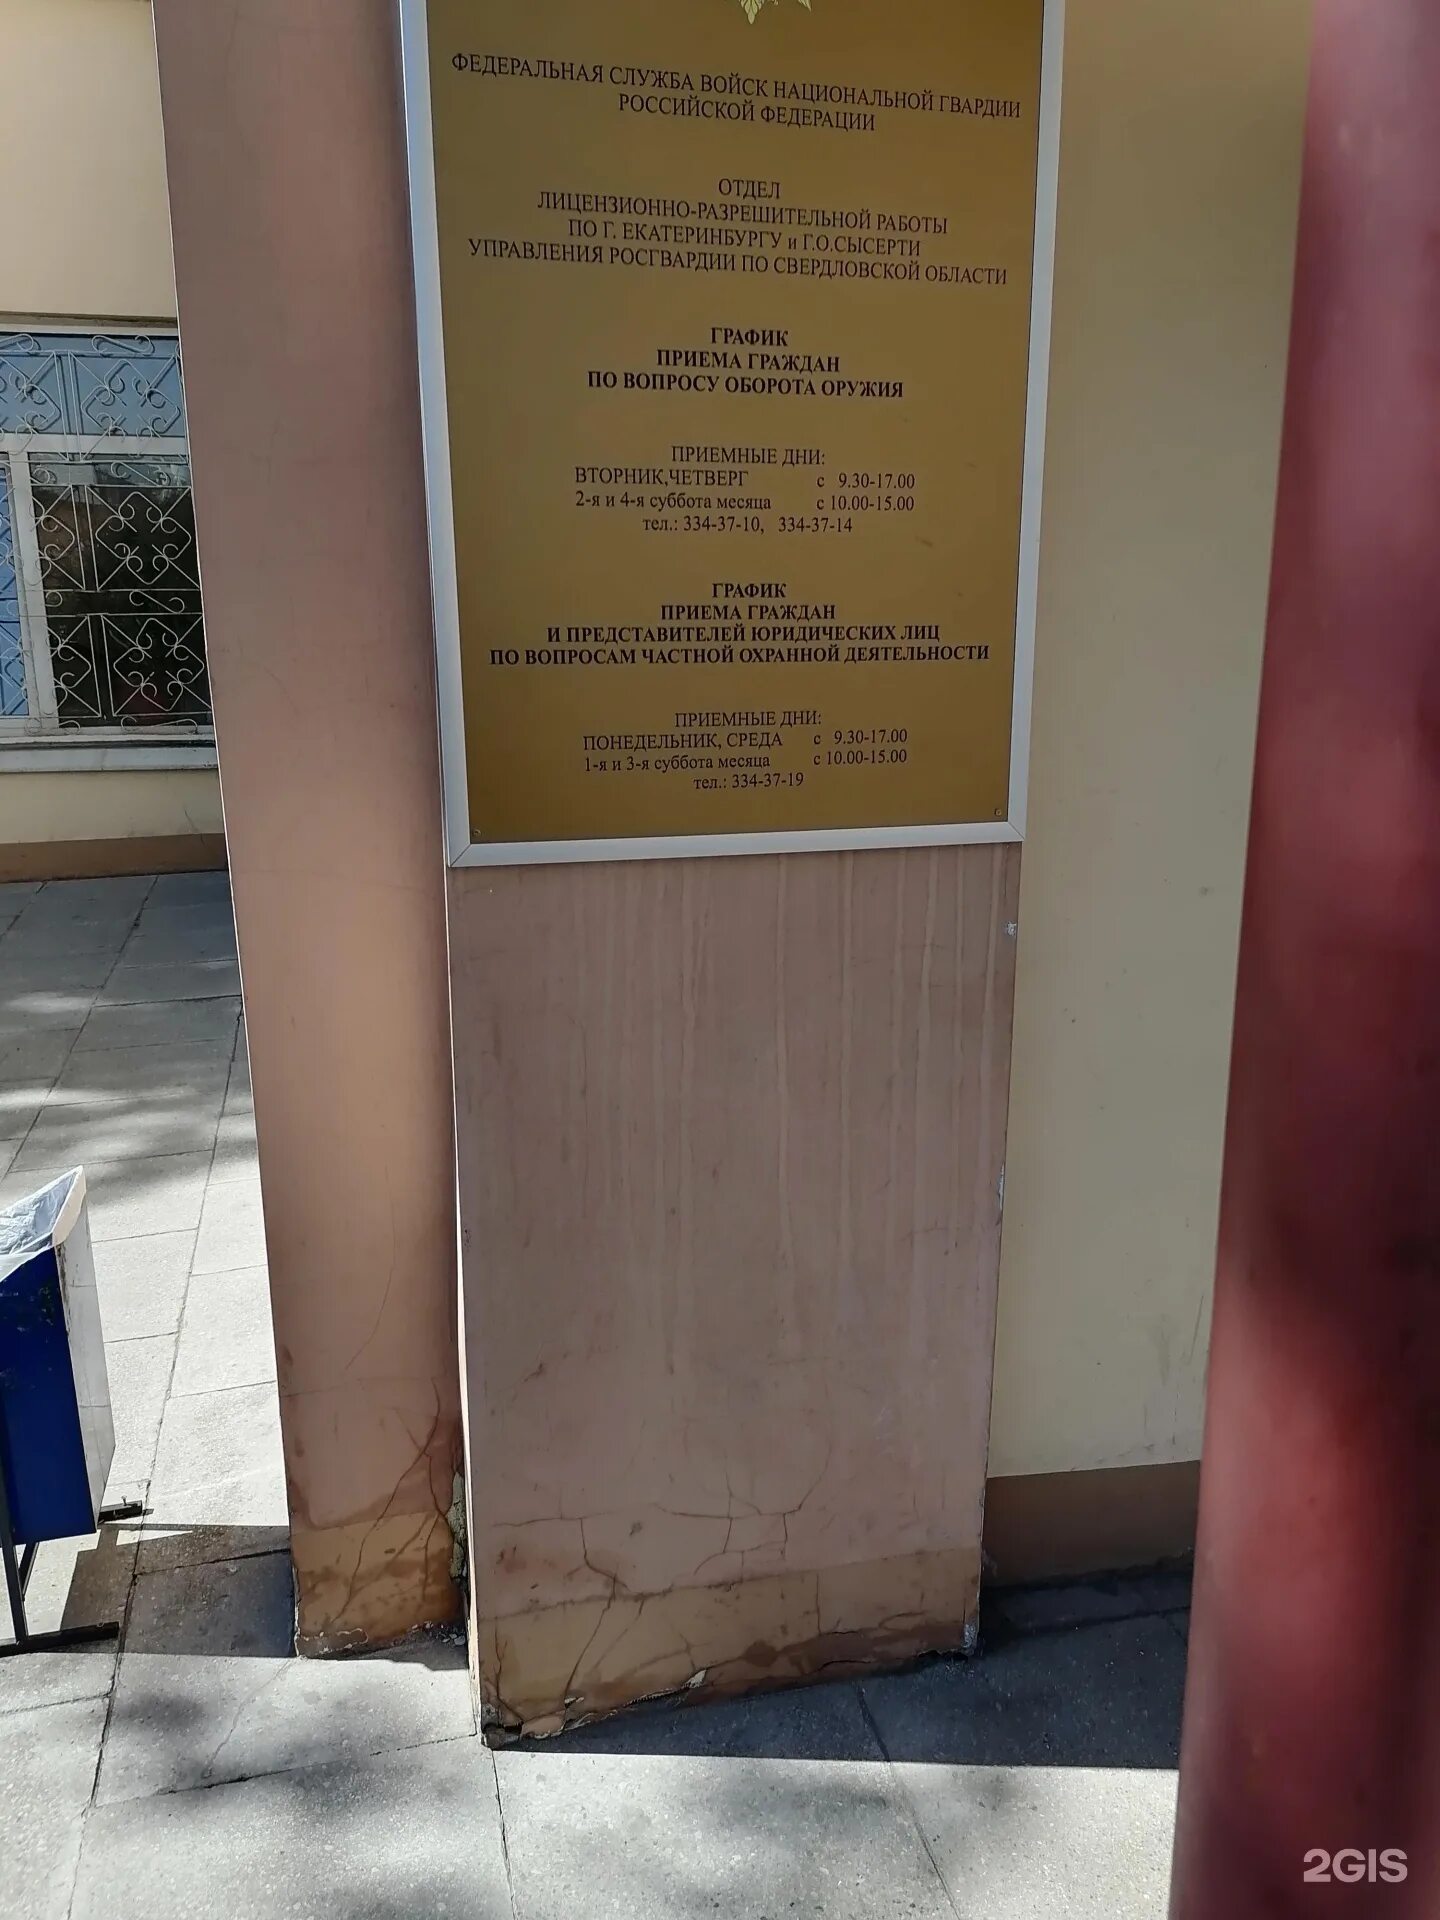 ФЕДЕРАЛЬНАЯ СЛУЖБА ВОЙСК НАЦИОНАЛЬНОЙ ГВАРДИИ
РОССИЙСКОЙ ФЕДЕРАЦИИ
ОТДЕЛ
ЛИЦЕНЗИОННО-РАЗРЕШИТЕЛЬНОЙ РАБОТЫ
ПО Г. ЕКАТЕРИНБУРГУ и Г.О.СЫСЕРТИ
УПРАВЛЕНИЯ РОСГВАРДИИ ПО СВЕРДЛОВСКОЙ ОБЛАСТИ
ГРАФИК
ПРИЕМА ГРАЖДАН
ПО ВОПРОСУ ОБОРОТА ОРУЖИЯ
ПРИЕМНЫЕ ДНИ:
ВТОРНИК,ЧЕТВЕРГ с 9.30-17.00
2-я и 4-я суббота месяца с 10.00-15.00
тел.: 334-37-10, 334-37-14
ГРАФИК
ПРИЕМА ГРАЖДАН
И ПРЕДСТАВИТЕЛЕЙ ЮРИДИЧЕСКИХ ЛИЦ
ПО ВОПРОСАМ ЧАСТНОЙ ОХРАННОЙ ДЕЯТЕЛЬНОСТИ
ПРИЕМНЫЕ ДНИ:
ПОНЕДЕЛЬНИК, СРЕДА с 9.30-17.00
1-я и 3-я суббота месяца с 10.00-15.00
тел.: 334-37-19
2GIS